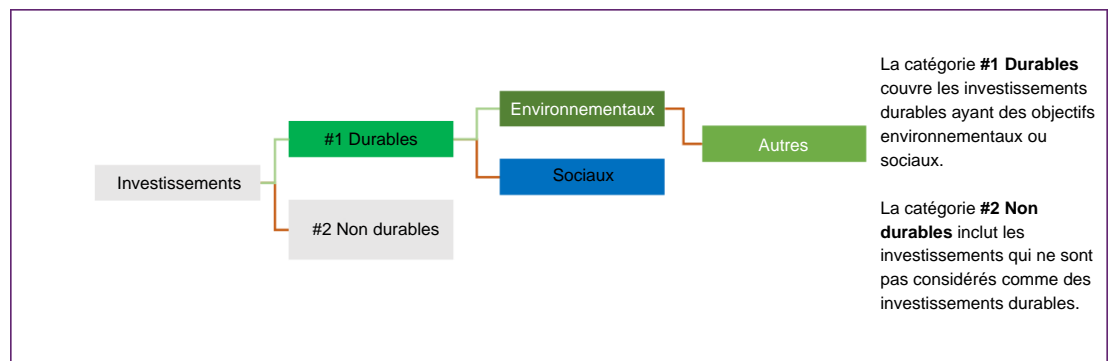 Investissements
#1 Durables
#2 Non durables
Environnementaux
Sociaux
Autres
La catégorie #1 Durables
couvre les investissements
durables ayant des objectifs
environnementaux ou
sociaux.
La catégorie #2 Non
durables inclut les
investissements qui ne sont
pas considérés comme des
investissements durables.